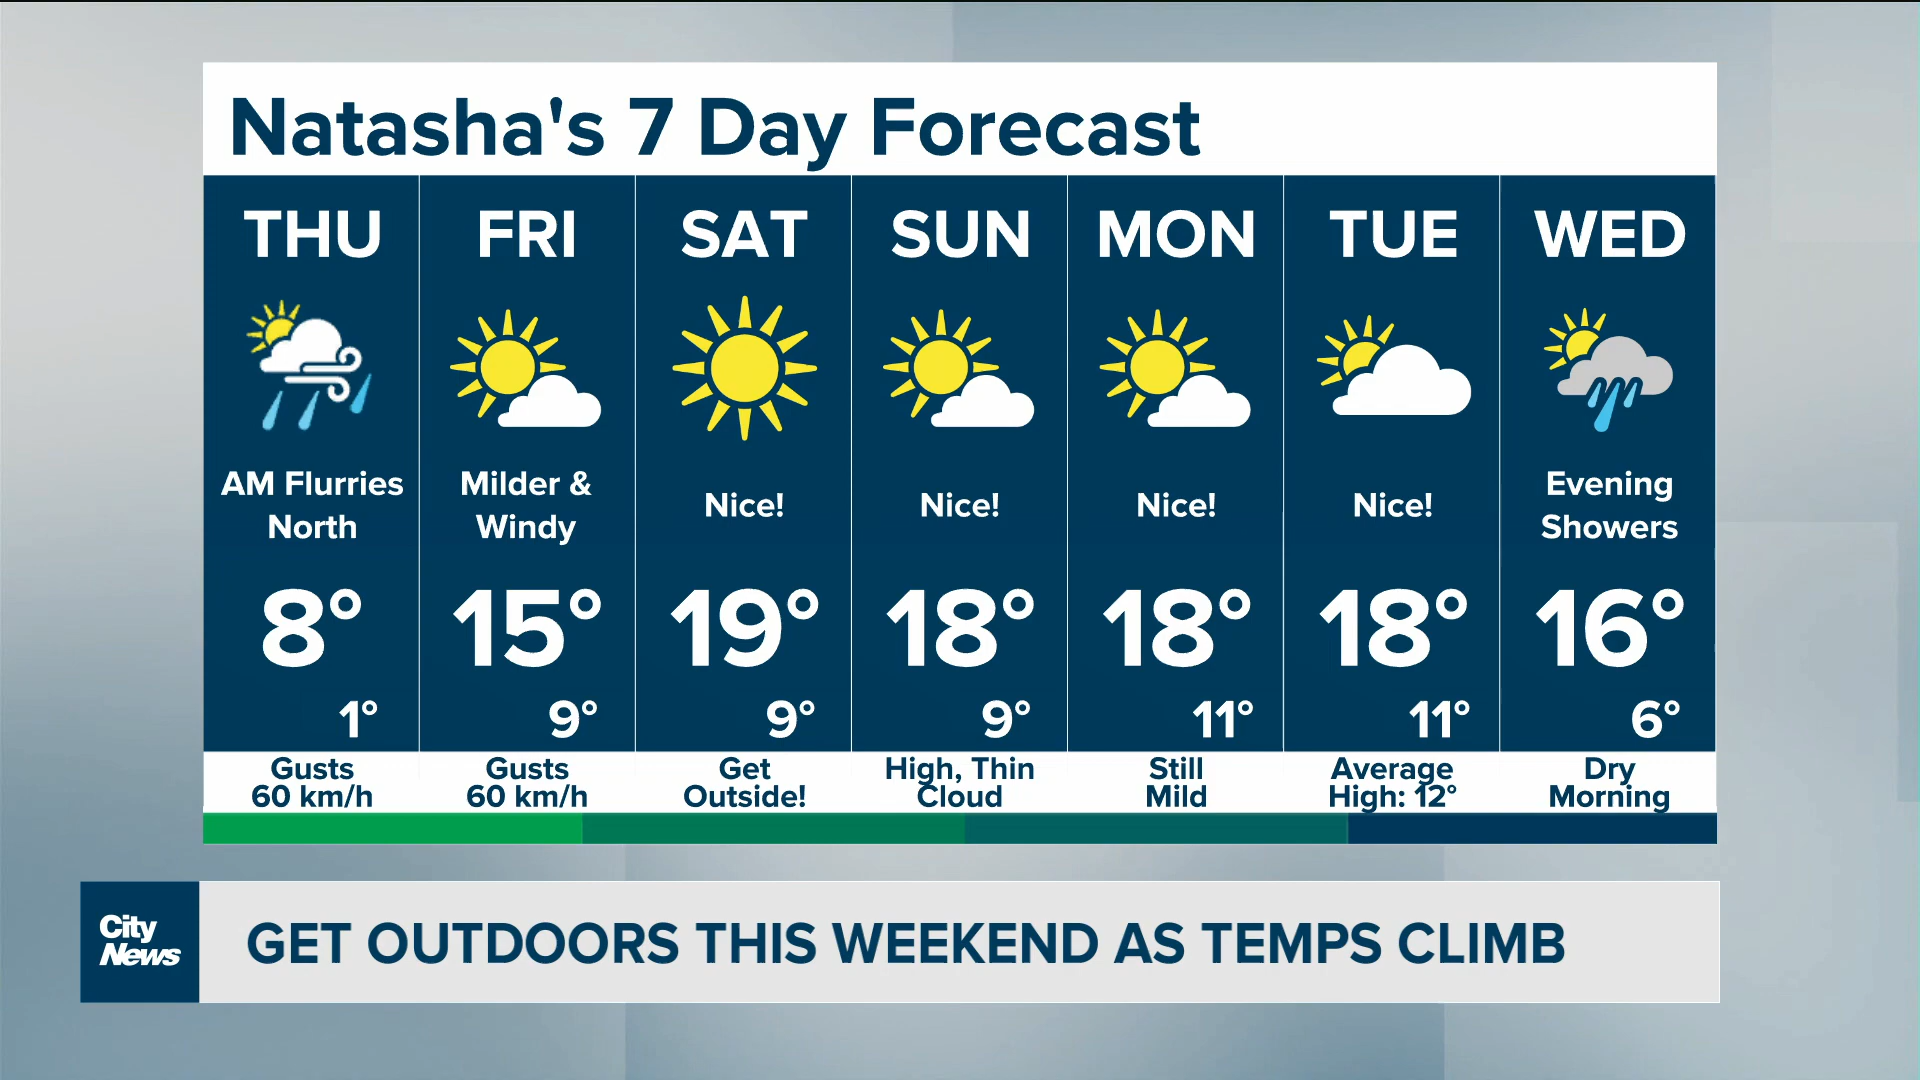 Natasha's 7 Day Forecast
THU
AM Flurries
North
8°
1°
Gusts
60 km/h
FRI
Milder &
Windy
15°
9°
Gusts
60 km/h
SAT
Nice!
19°
9°
Get
Outside!
SUN
Nice!
18°
9°
High, Thin
Cloud
MON
Nice!
18°
11°
Still
Mild
TUE
Nice!
18°
11°
Average
High: 12°
WED
Evening
Showers
16°
6°
Dry
Morning
City
News
GET OUTDOORS THIS WEEKEND AS TEMPS CLIMB